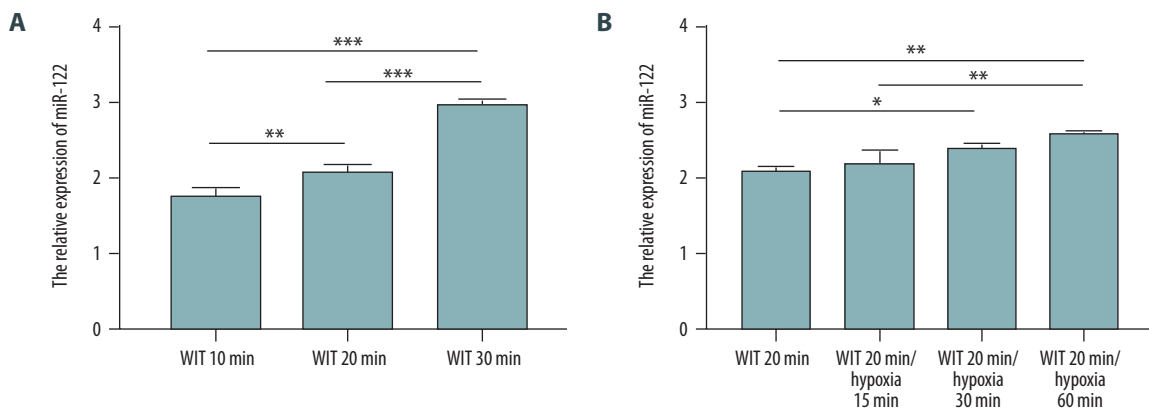 A
The relative expression of miR-122
4
3
2
1
0
***
***
**
WIT 10 min
WIT 20 min
WIT 30 min
B
The relative expression of miR-122
4
3
2
1
0
**
**
*
WIT 20 min
WIT 20 min/
hypoxia
15 min
WIT 20 min/
hypoxia
30 min
WIT 20 min/
hypoxia
60 min